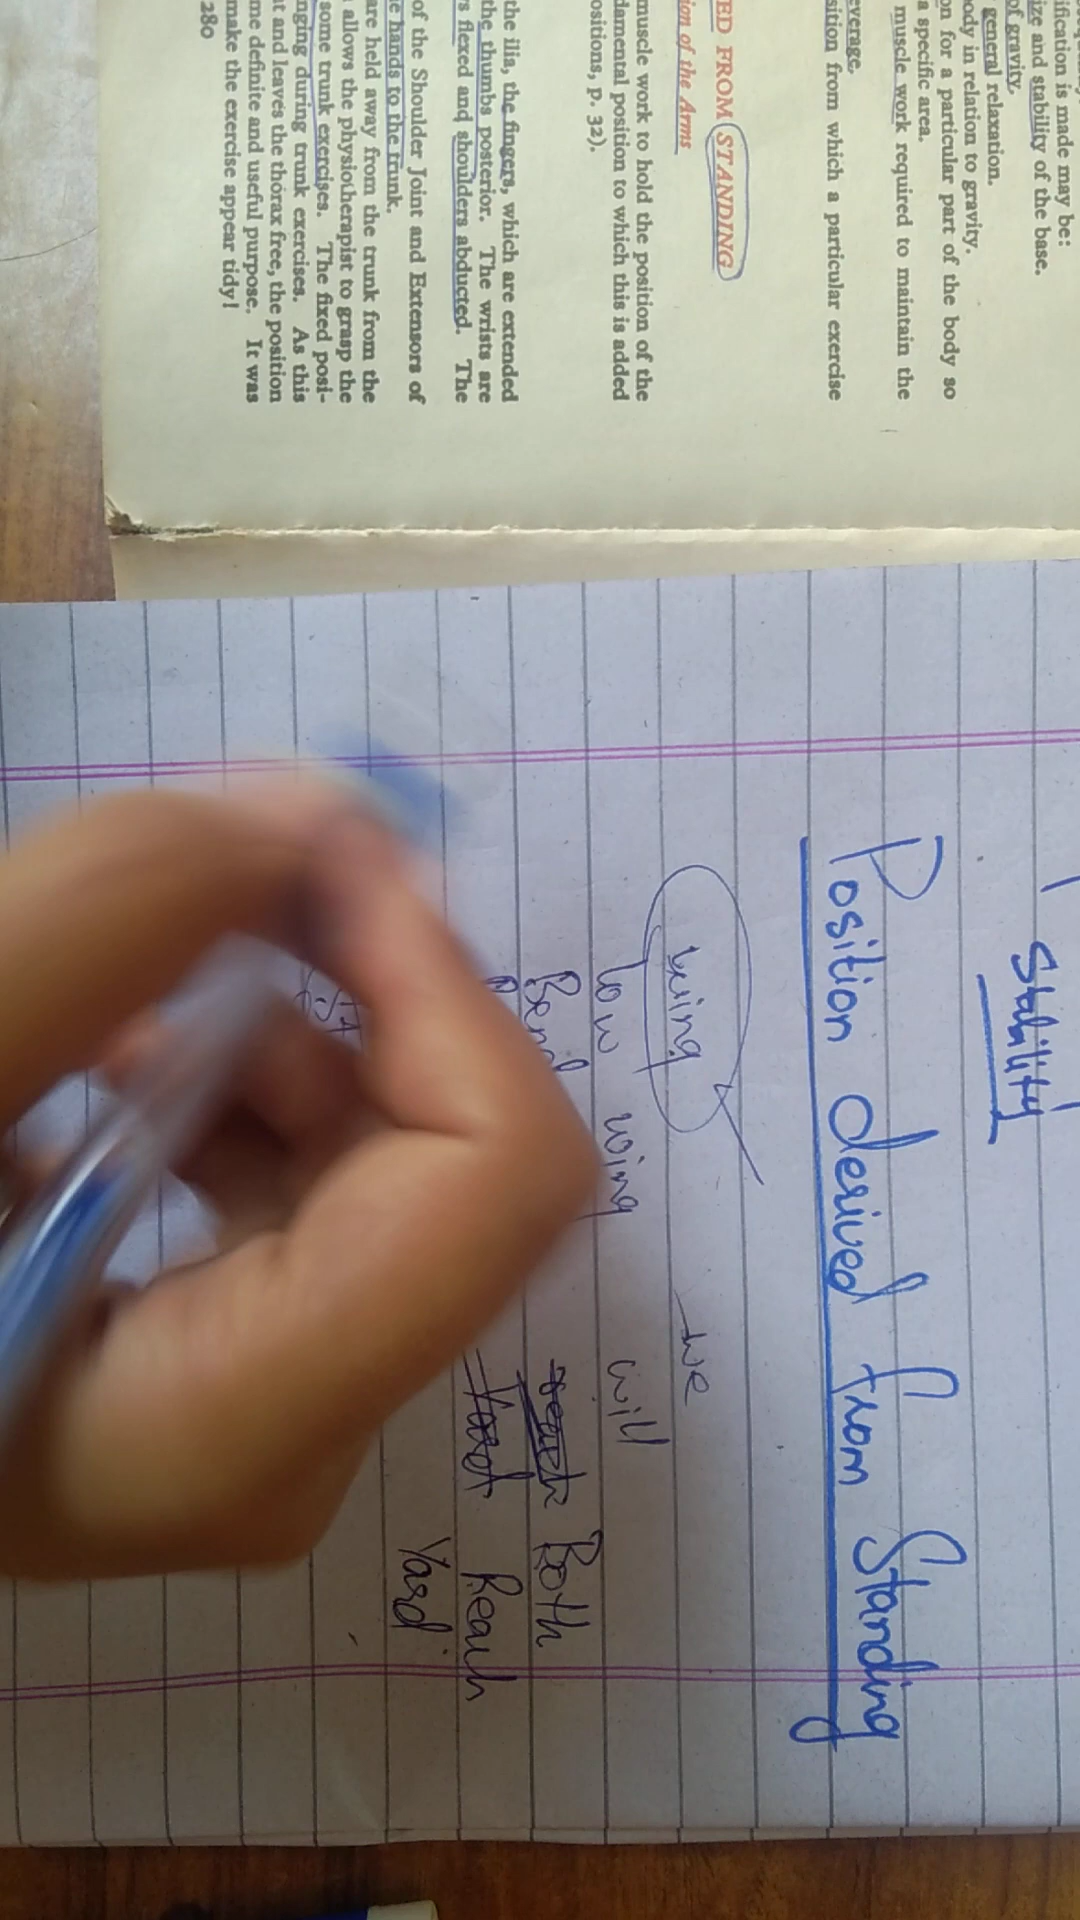 ification is made may be:
ize and stability of the base.
of gravity.
general relaxation.
ody in relation to gravity.
on for a particular part of the body so
a specific area.
muscle work required to maintain the
everage.
sition from which a particular exercise
ED FROM STANDING
ion of the Arms
muscle work to hold the position of the
damental position to which this is added
ositions, p. 32).
the ilia, the fingers, which are extended
the thumbs posterior. The wrists are
rs flexed and shoulders abducted. The
of the Shoulder Joint and Extensors of
e hands to the trunk.
are held away from the trunk from the
allows the physiotherapist to grasp the
some trunk exercises. The fixed posi-
nging during trunk exercises. As this
at and leaves the thorax free, the position
me definite and useful purpose. It was
make the exercise appear tidy!
280
Stability
Position derived from Standing
wing we
low wing will
Bend Both
Reach
Yard